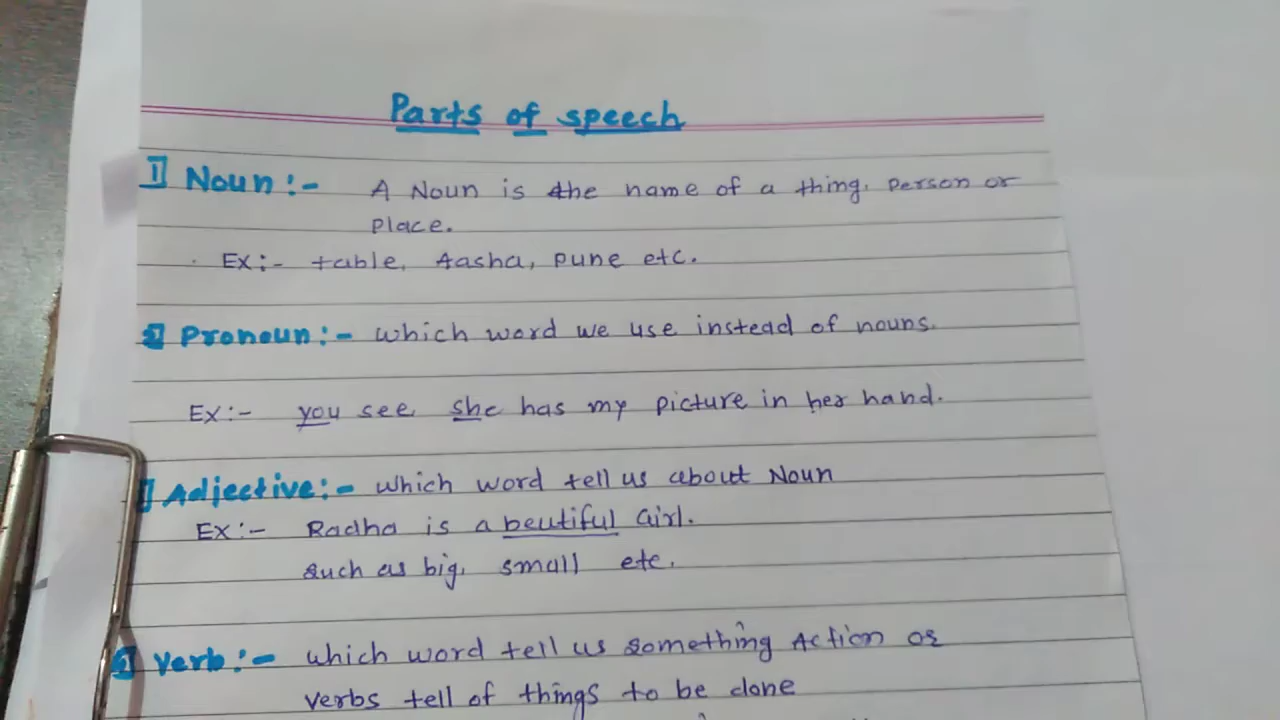 Parts of speech
1] Noun:- A Noun is the name of a thing, person or
place.
Ex:- table, Aasha, pune etc.
2] Pronoun:- which word we use instead of nouns.
Ex:- you see she has my picture in her hand.
] Adjective:- which word tell us about Noun
Ex:- Radha is a beutiful Girl.
such as big, small etc.
Verb:- which word tell us something Action or
verbs tell of things to be done